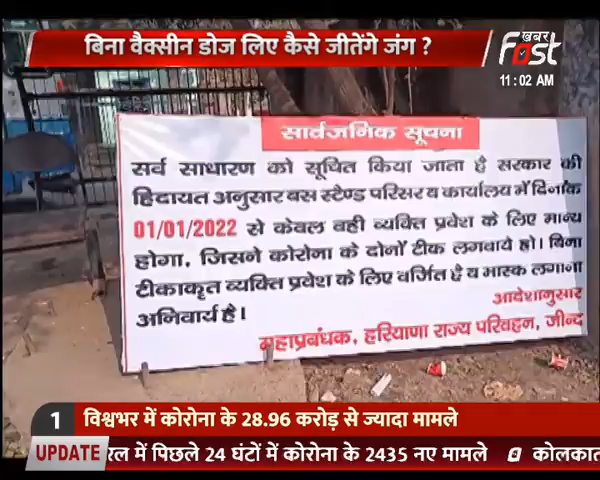 बिना वैक्सीन डोज लिए कैसे जीतेंगे जंग ?
ख़बर
Fast
11:02 AM
सार्वजनिक सूचना
सर्व साधारण को सूचित किया जाता है सरकार की
हिदायत अनुसार बस स्टैण्ड परिसर व कार्यालय में दिनांक
01/01/2022 से केवल वही व्यक्ति प्रवेश के लिए मान्य
होगा, जिसने कोरोना के दोनों टीक लगवाये हो। बिना
टीकाकृत व्यक्ति प्रवेश के लिए वर्जित है व मास्क लगाना
अनिवार्य है।
आदेशानुसार
महाप्रबंधक, हरियाणा राज्य परिवहन, जीन्द
1 विश्वभर में कोरोना के 28.96 करोड़ से ज्यादा मामले
UPDATE रल में पिछले 24 घंटों में कोरोना के 2435 नए मामले कोलकात